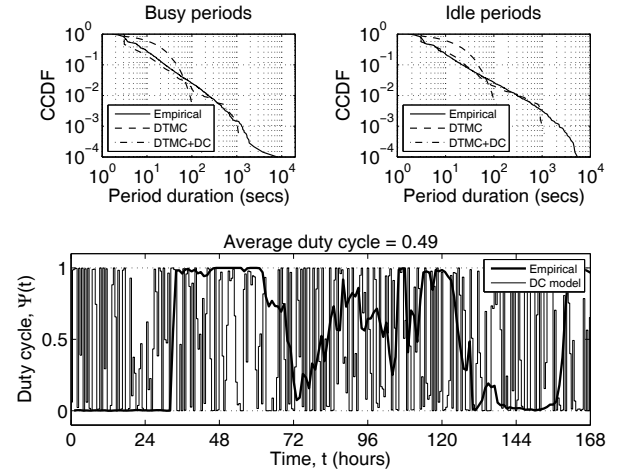 Busy periods
Idle periods
CCDF
10^0
10^-1
10^-2
10^-3
10^-4
Empirical
DTMC
DTMC+DC
10^0 10^1 10^2 10^3 10^4
Period duration (secs)
CCDF
10^0
10^-1
10^-2
10^-3
10^-4
Empirical
DTMC
DTMC+DC
10^0 10^1 10^2 10^3 10^4
Period duration (secs)
Average duty cycle = 0.49
Duty cycle, Ψ(t)
1
0.5
0
Empirical
DC model
0 24 48 72 96 120 144 168
Time, t (hours)